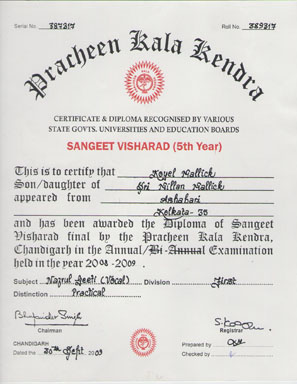 Serial No. 387317 Roll No. 389317
Pracheen Kala Kendra
CERTIFICATE & DIPLOMA RECOGNISED BY VARIOUS
STATE GOVTS. UNIVERSITIES AND EDUCATION BOARDS
SANGEET VISHARAD (5th Year)
This is to certify that Koyel Mallick
Son/daughter of Sri Millan Mallick
appeared from Ashabari
Kolkata-35
and has been awarded the Diploma of Sangeet
Visharad final by the Pracheen Kala Kendra,
Chandigarh in the Annual/Bi-Annual Examination
held in the year 2008-2009.
Subject Nazrul Geeti (Vocal) Division First
Distinction Practical
Chairman Registrar
CHANDIGARH Prepared by
Dated the 30th Sept. 2009 Checked by